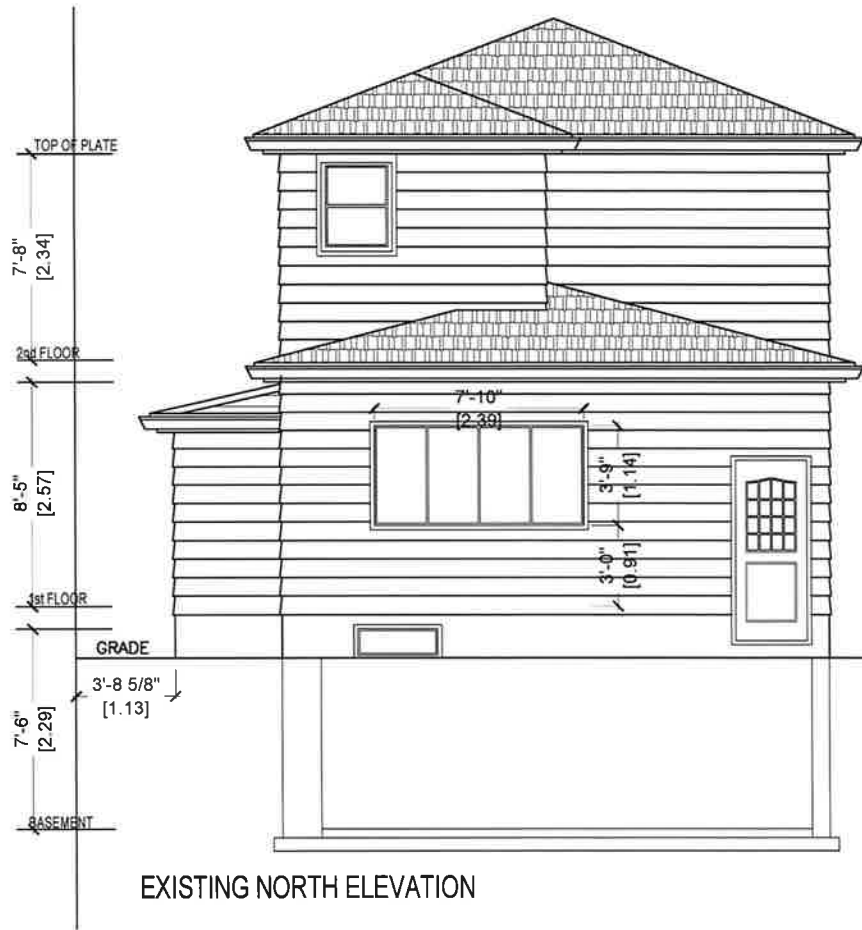 TOP OF PLATE
7'-8"
[2.34]
2nd FLOOR
7'-10"
[2.39]
3'-9"
[1.14]
8'-5"
[2.57]
3'-0"
[0.91]
1st FLOOR
GRADE
3'-8 5/8"
[1.13]
7'-6"
[2.29]
BASEMENT
EXISTING NORTH ELEVATION